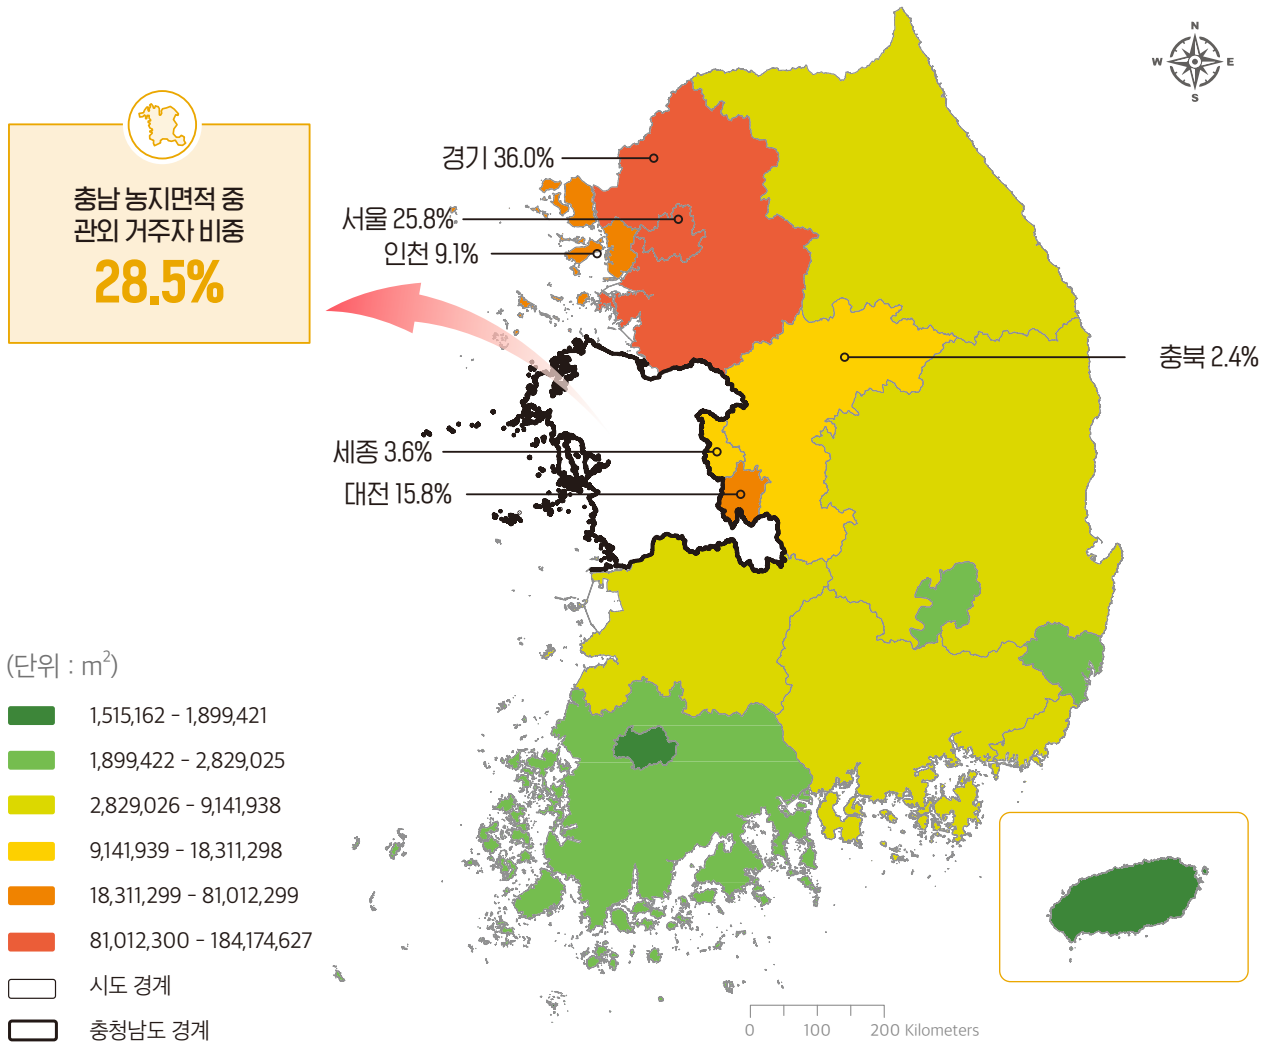 N
W E
S
충남 농지면적 중
관외 거주자 비중
28.5%
경기 36.0%
서울 25.8%
인천 9.1%
충북 2.4%
세종 3.6%
대전 15.8%
(단위 : m²)
1,515,162 - 1,899,421
1,899,422 - 2,829,025
2,829,026 - 9,141,938
9,141,939 - 18,311,298
18,311,299 - 81,012,299
81,012,300 - 184,174,627
시도 경계
충청남도 경계
0 100 200 Kilometers